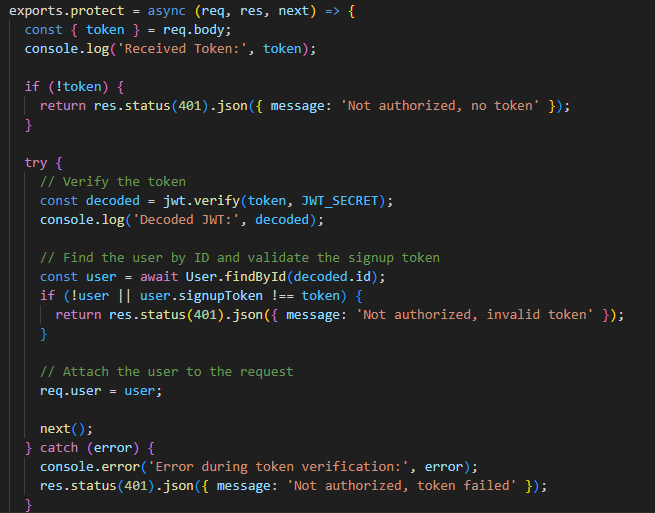 exports.protect = async (req, res, next) => {
const { token } = req.body;
console.log('Received Token:', token);
if (!token) {
return res.status(401).json({ message: 'Not authorized, no token' });
}
try {
// Verify the token
const decoded = jwt.verify(token, JWT_SECRET);
console.log('Decoded JWT:', decoded);
// Find the user by ID and validate the signup token
const user = await User.findById(decoded.id);
if (!user || user.signupToken !== token) {
return res.status(401).json({ message: 'Not authorized, invalid token' });
}
// Attach the user to the request
req.user = user;
next();
} catch (error) {
console.error('Error during token verification:', error);
res.status(401).json({ message: 'Not authorized, token failed' });
}